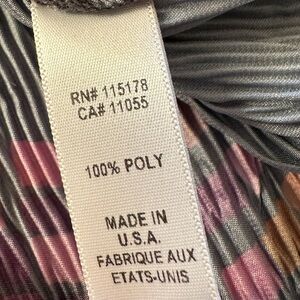 RN# 115178
CA# 11055
100% POLY
MADE IN
U.S.A.
FABRIQUE AUX
ETATS-UNIS